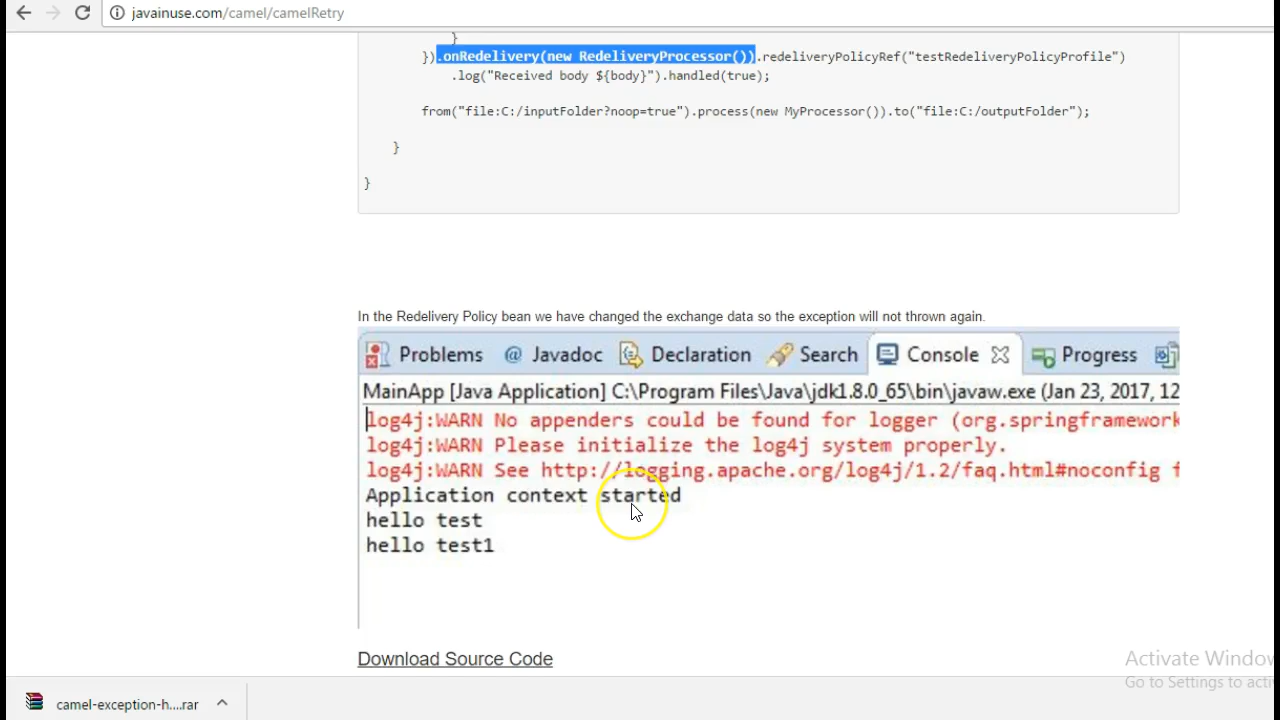 javainuse.com/camel/camelRetry
}
}).onRedelivery(new RedeliveryProcessor()).redeliveryPolicyRef("testRedeliveryPolicyProfile")
.log("Received body ${body}").handled(true);
from("file:C:/inputFolder?noop=true").process(new MyProcessor()).to("file:C:/outputFolder");
}
}
In the Redelivery Policy bean we have changed the exchange data so the exception will not thrown again.
Problems @ Javadoc Declaration Search Console Progress
MainApp [Java Application] C:\Program Files\Java\jdk1.8.0_65\bin\javaw.exe (Jan 23, 2017, 12
log4j:WARN No appenders could be found for logger (org.springframework
log4j:WARN Please initialize the log4j system properly.
log4j:WARN See http://logging.apache.org/log4j/1.2/faq.html#noconfig f
Application context started
hello test
hello test1
Download Source Code
Activate Window
Go to Settings to acti
camel-exception-h....rar